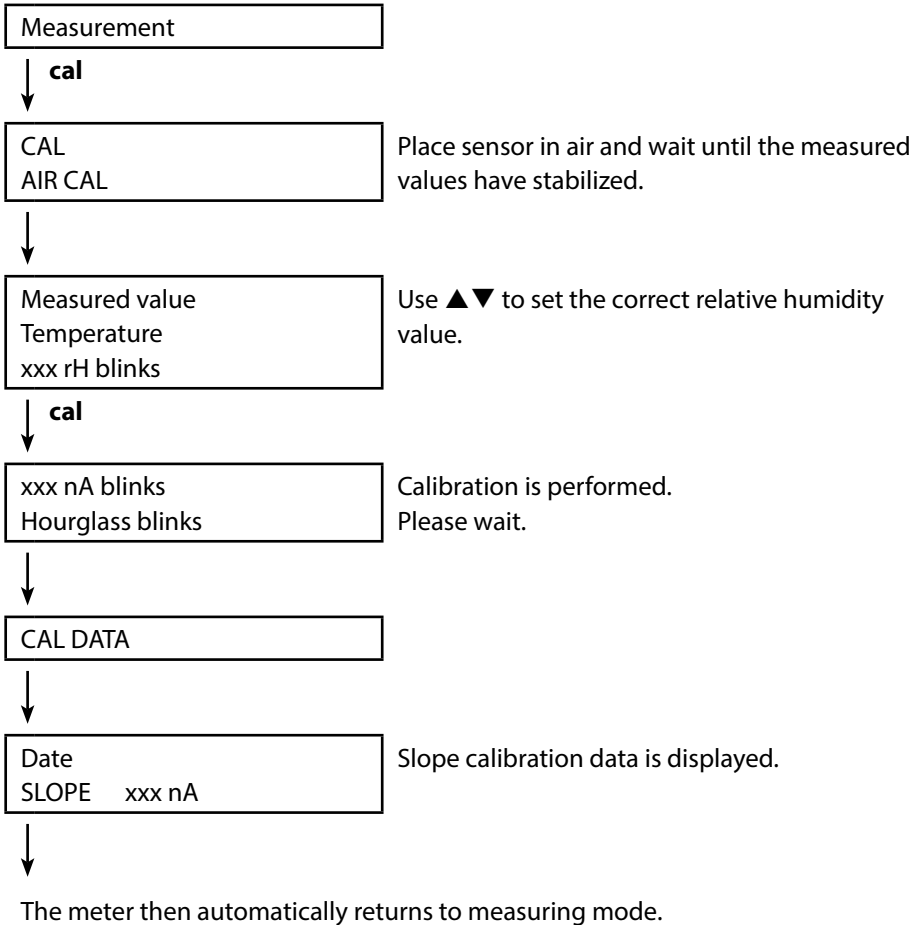 Measurement
cal
CAL
AIR CAL
Place sensor in air and wait until the measured
values have stabilized.
Measured value
Temperature
xxx rH blinks
Use ▲▼ to set the correct relative humidity
value.
cal
xxx nA blinks
Hourglass blinks
Calibration is performed.
Please wait.
CAL DATA
Date
SLOPE xxx nA
Slope calibration data is displayed.
The meter then automatically returns to measuring mode.